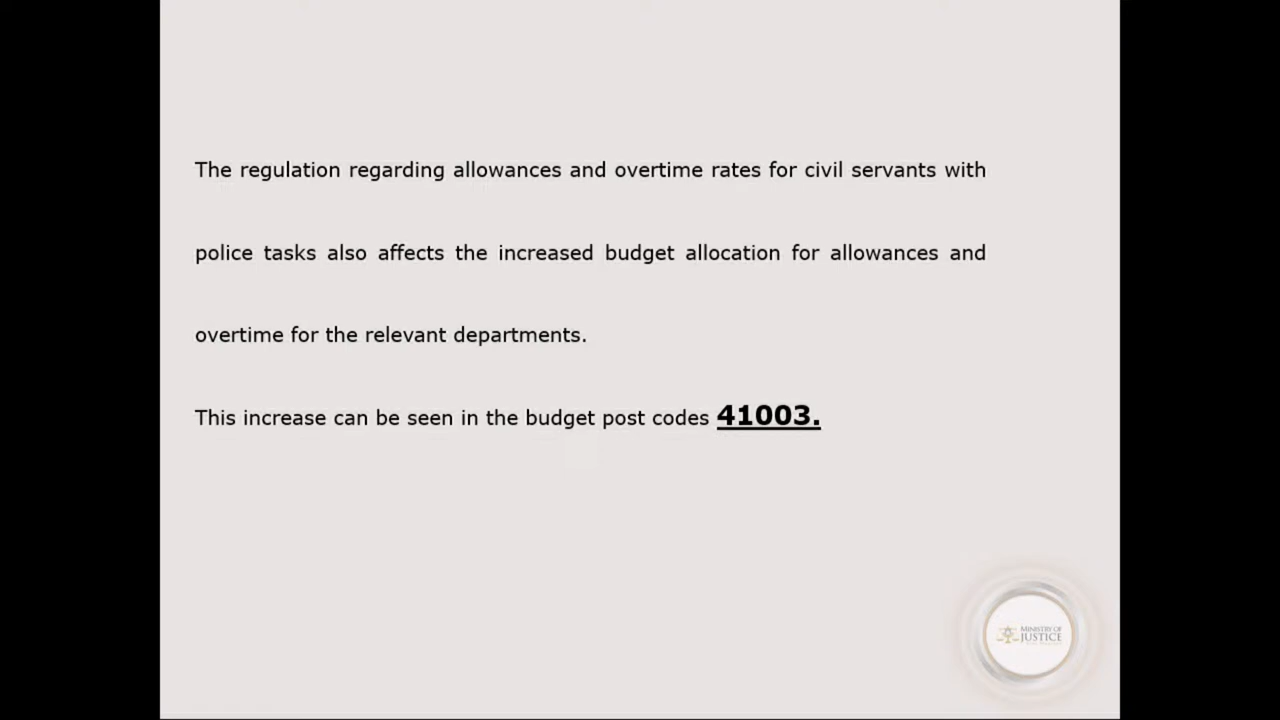 The regulation regarding allowances and overtime rates for civil servants with
police tasks also affects the increased budget allocation for allowances and
overtime for the relevant departments.
This increase can be seen in the budget post codes 41003.
MINISTRY OF
JUSTICE